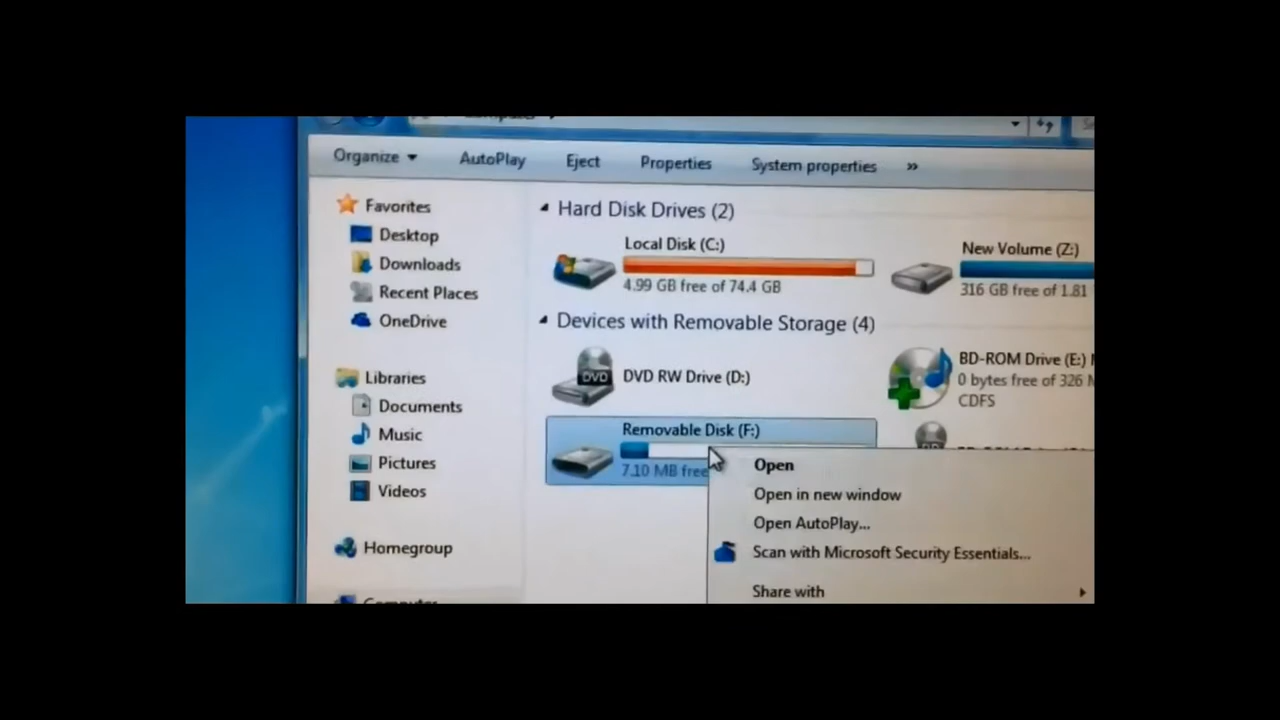 Organize
AutoPlay
Eject
Properties
System properties
»
Favorites
Desktop
Downloads
Recent Places
OneDrive
Libraries
Documents
Music
Pictures
Videos
Homegroup
Computer
Hard Disk Drives (2)
Local Disk (C:)
4.99 GB free of 74.4 GB
New Volume (Z:)
316 GB free of 1.81
Devices with Removable Storage (4)
DVD
DVD RW Drive (D:)
BD-ROM Drive (E:)
0 bytes free of 326
CDFS
Removable Disk (F:)
7.10 MB free
Open
Open in new window
Open AutoPlay...
Scan with Microsoft Security Essentials...
Share with